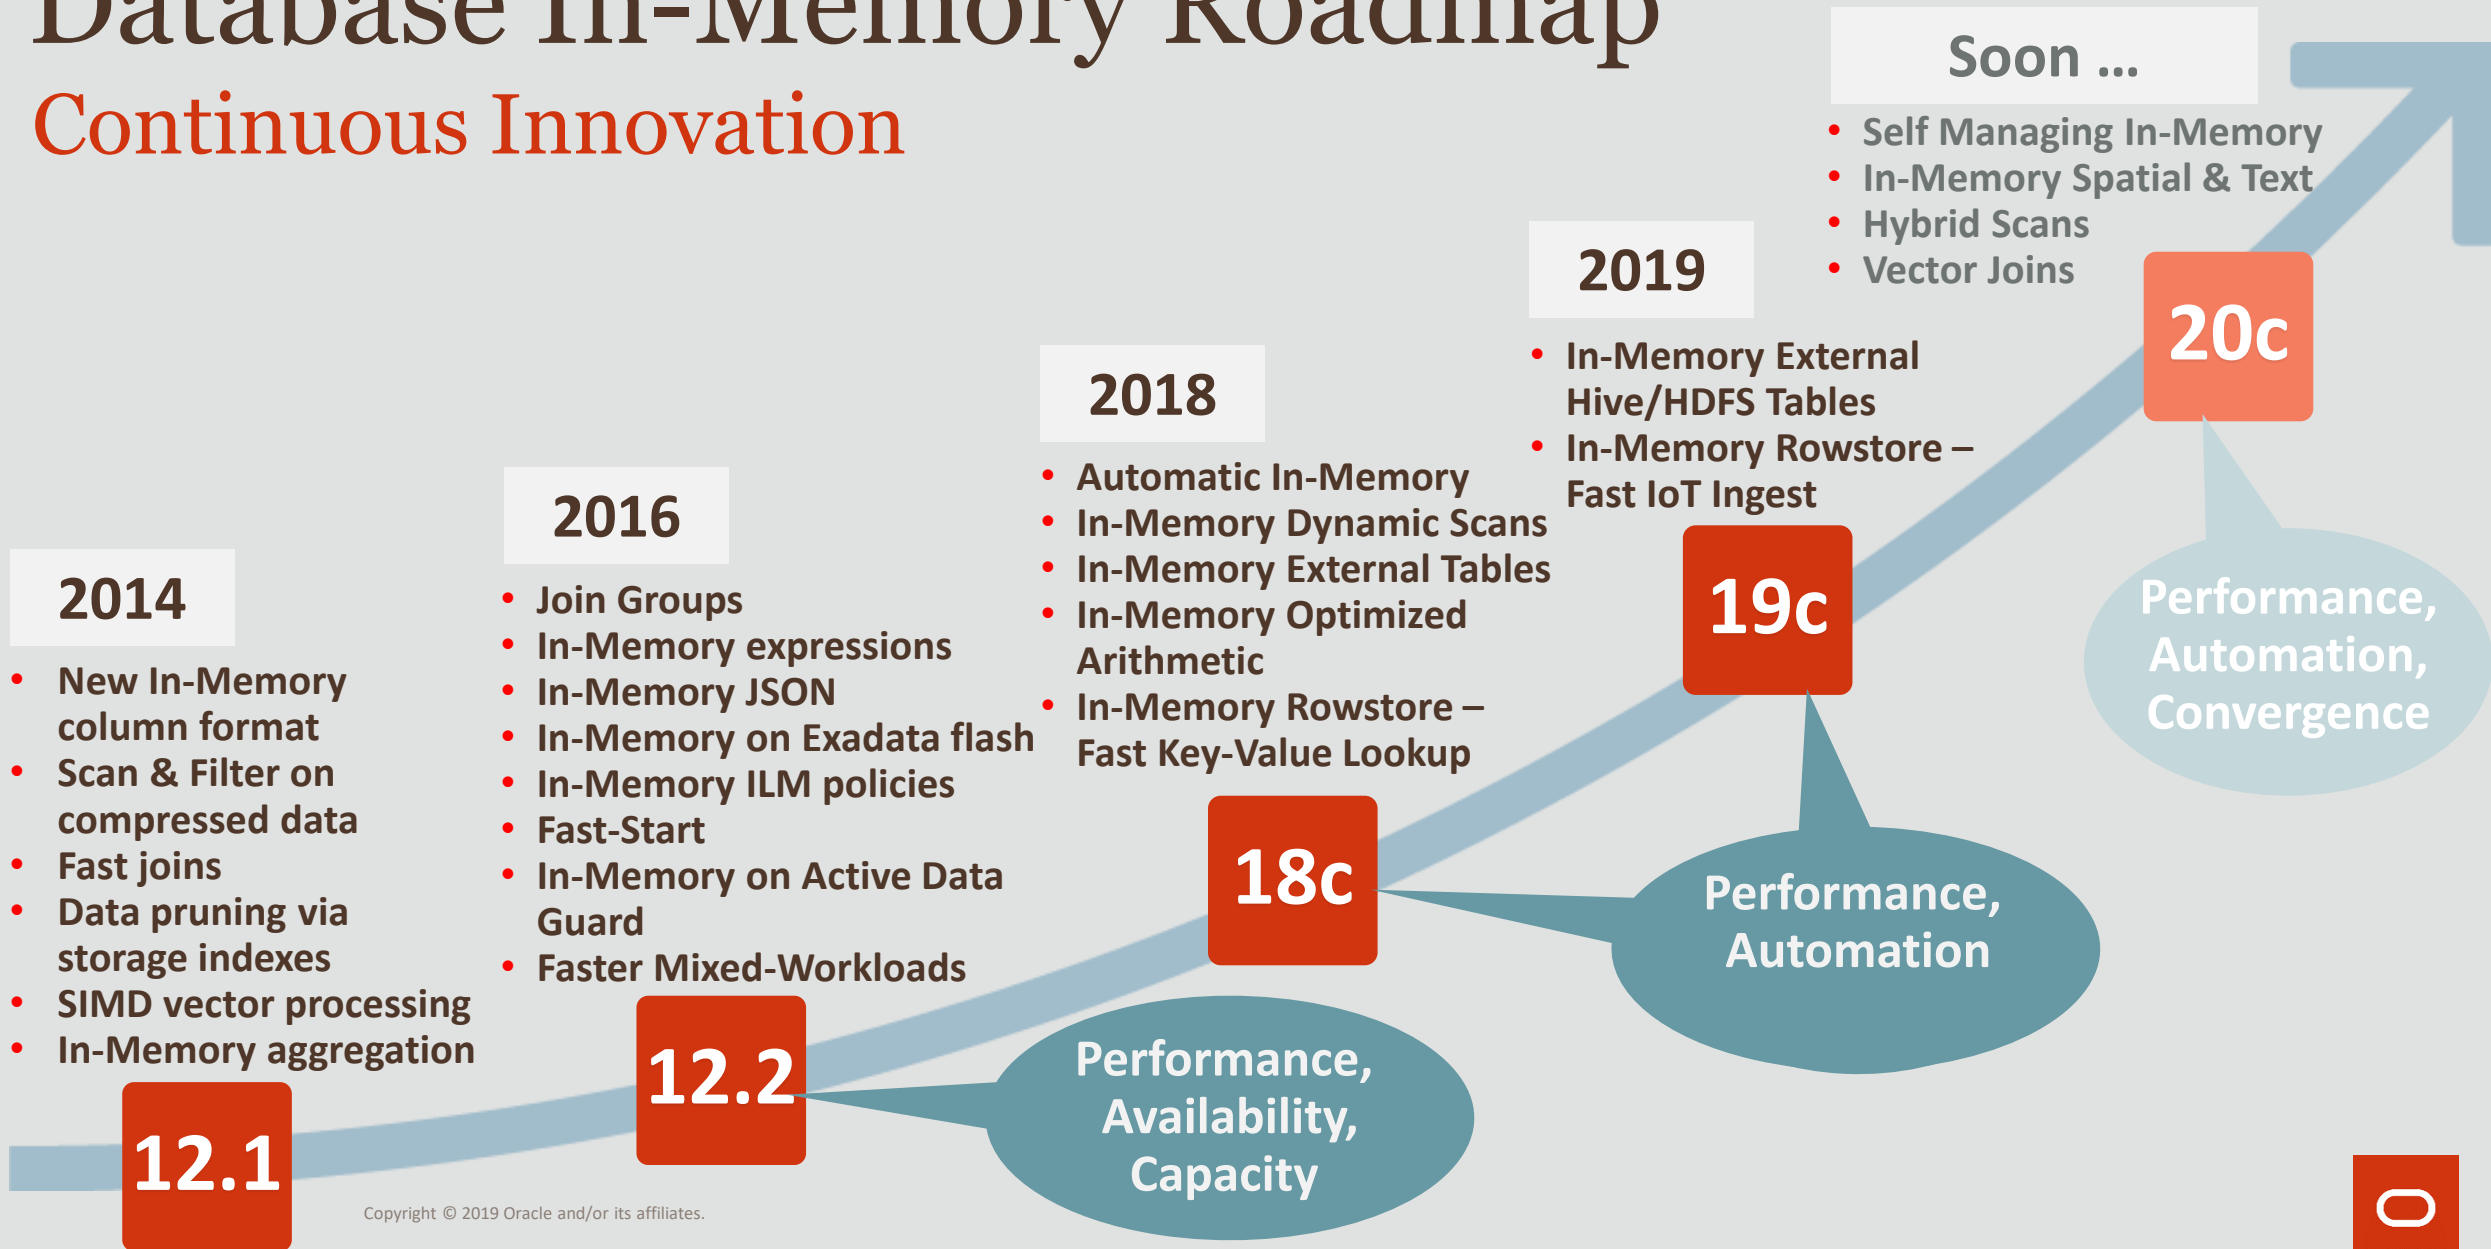 Database In-Memory Roadmap
Continuous Innovation
2014
• New In-Memory
column format
• Scan & Filter on
compressed data
• Fast joins
• Data pruning via
storage indexes
• SIMD vector processing
• In-Memory aggregation
12.1
2016
• Join Groups
• In-Memory expressions
• In-Memory JSON
• In-Memory on Exadata flash
• In-Memory ILM policies
• Fast-Start
• In-Memory on Active Data
Guard
• Faster Mixed-Workloads
12.2
Performance,
Availability,
Capacity
2018
• Automatic In-Memory
• In-Memory Dynamic Scans
• In-Memory External Tables
• In-Memory Optimized
Arithmetic
• In-Memory Rowstore –
Fast Key-Value Lookup
18c
2019
• In-Memory External
Hive/HDFS Tables
• In-Memory Rowstore –
Fast IoT Ingest
19c
Performance,
Automation
Soon ...
• Self Managing In-Memory
• In-Memory Spatial & Text
• Hybrid Scans
• Vector Joins
20c
Performance,
Automation,
Convergence
Copyright © 2019 Oracle and/or its affiliates.